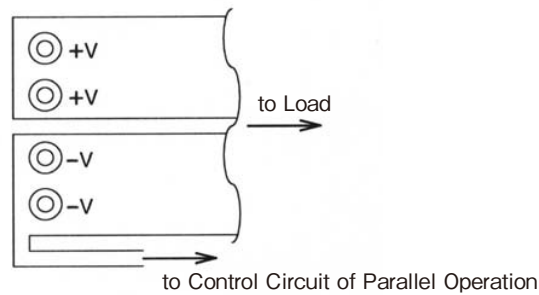 +V
+V
to Load
−V
−V
to Control Circuit of Parallel Operation